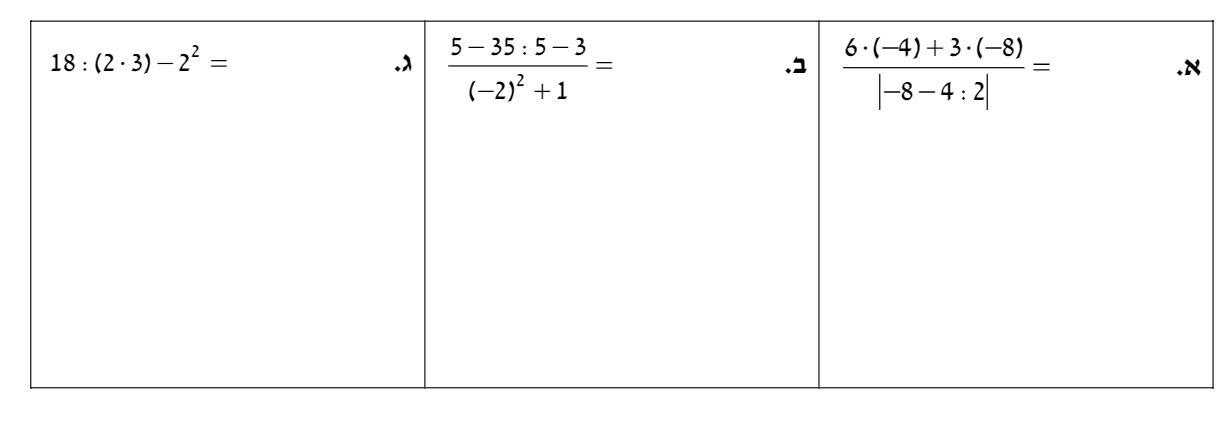 א. (6·(−4)+3·(−8))/|−8−4:2| =
ב. (5−35:5−3)/((−2)²+1) =
ג. 18:(2·3)−2² =